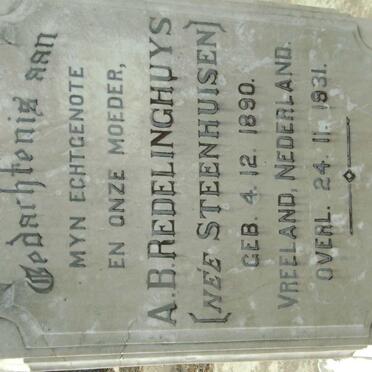 Gedachtenis aan
MYN ECHTGENOTE
EN ONZE MOEDER,
A.B. REDELINGHUYS
[NEE STEENHUISEN]
GEB. 4. 12. 1890.
VREELAND, NEDERLAND.
OVERL. 24. 11. 1931.